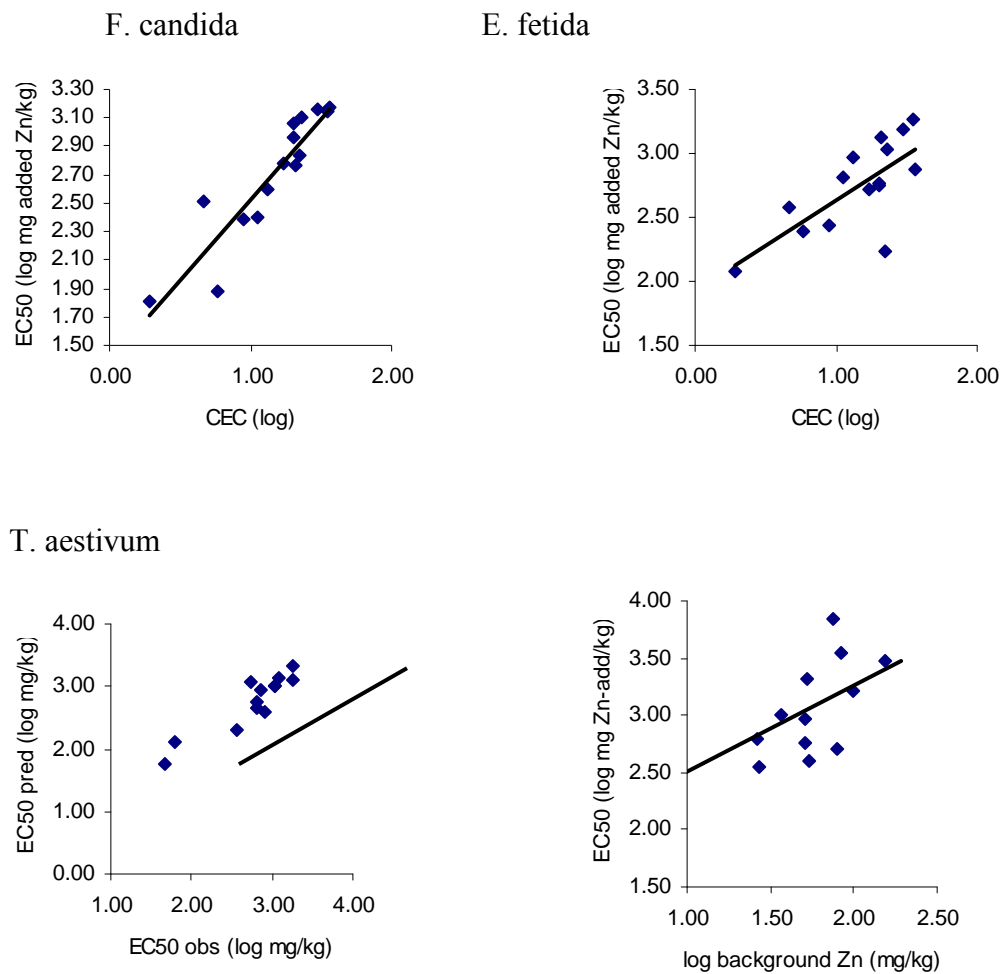 F. candida
E. fetida
EC50 (log mg added Zn/kg)
3.30
3.10
2.90
2.70
2.50
2.30
2.10
1.90
1.70
1.50
0.00 1.00 2.00
CEC (log)
EC50 (log mg added Zn/kg)
3.50
3.00
2.50
2.00
1.50
0.00 1.00 2.00
CEC (log)
T. aestivum
EC50 pred (log mg/kg)
4.00
3.00
2.00
1.00
0.00
1.00 2.00 3.00 4.00
EC50 obs (log mg/kg)
EC50 (log mg Zn-add/kg)
4.00
3.50
3.00
2.50
2.00
1.50
1.00 1.50 2.00 2.50
log background Zn (mg/kg)